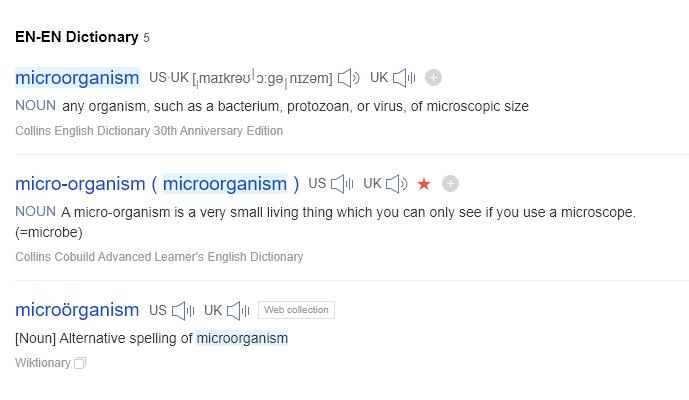 EN-EN Dictionary 5
microorganism US·UK [ˌmaɪkrəʊˈɔːgəˌnɪzəm] UK
NOUN any organism, such as a bacterium, protozoan, or virus, of microscopic size
Collins English Dictionary 30th Anniversary Edition
micro-organism ( microorganism ) US UK
NOUN A micro-organism is a very small living thing which you can only see if you use a microscope.
(=microbe)
Collins Cobuild Advanced Learner's English Dictionary
microörganism US UK Web collection
[Noun] Alternative spelling of microorganism
Wiktionary